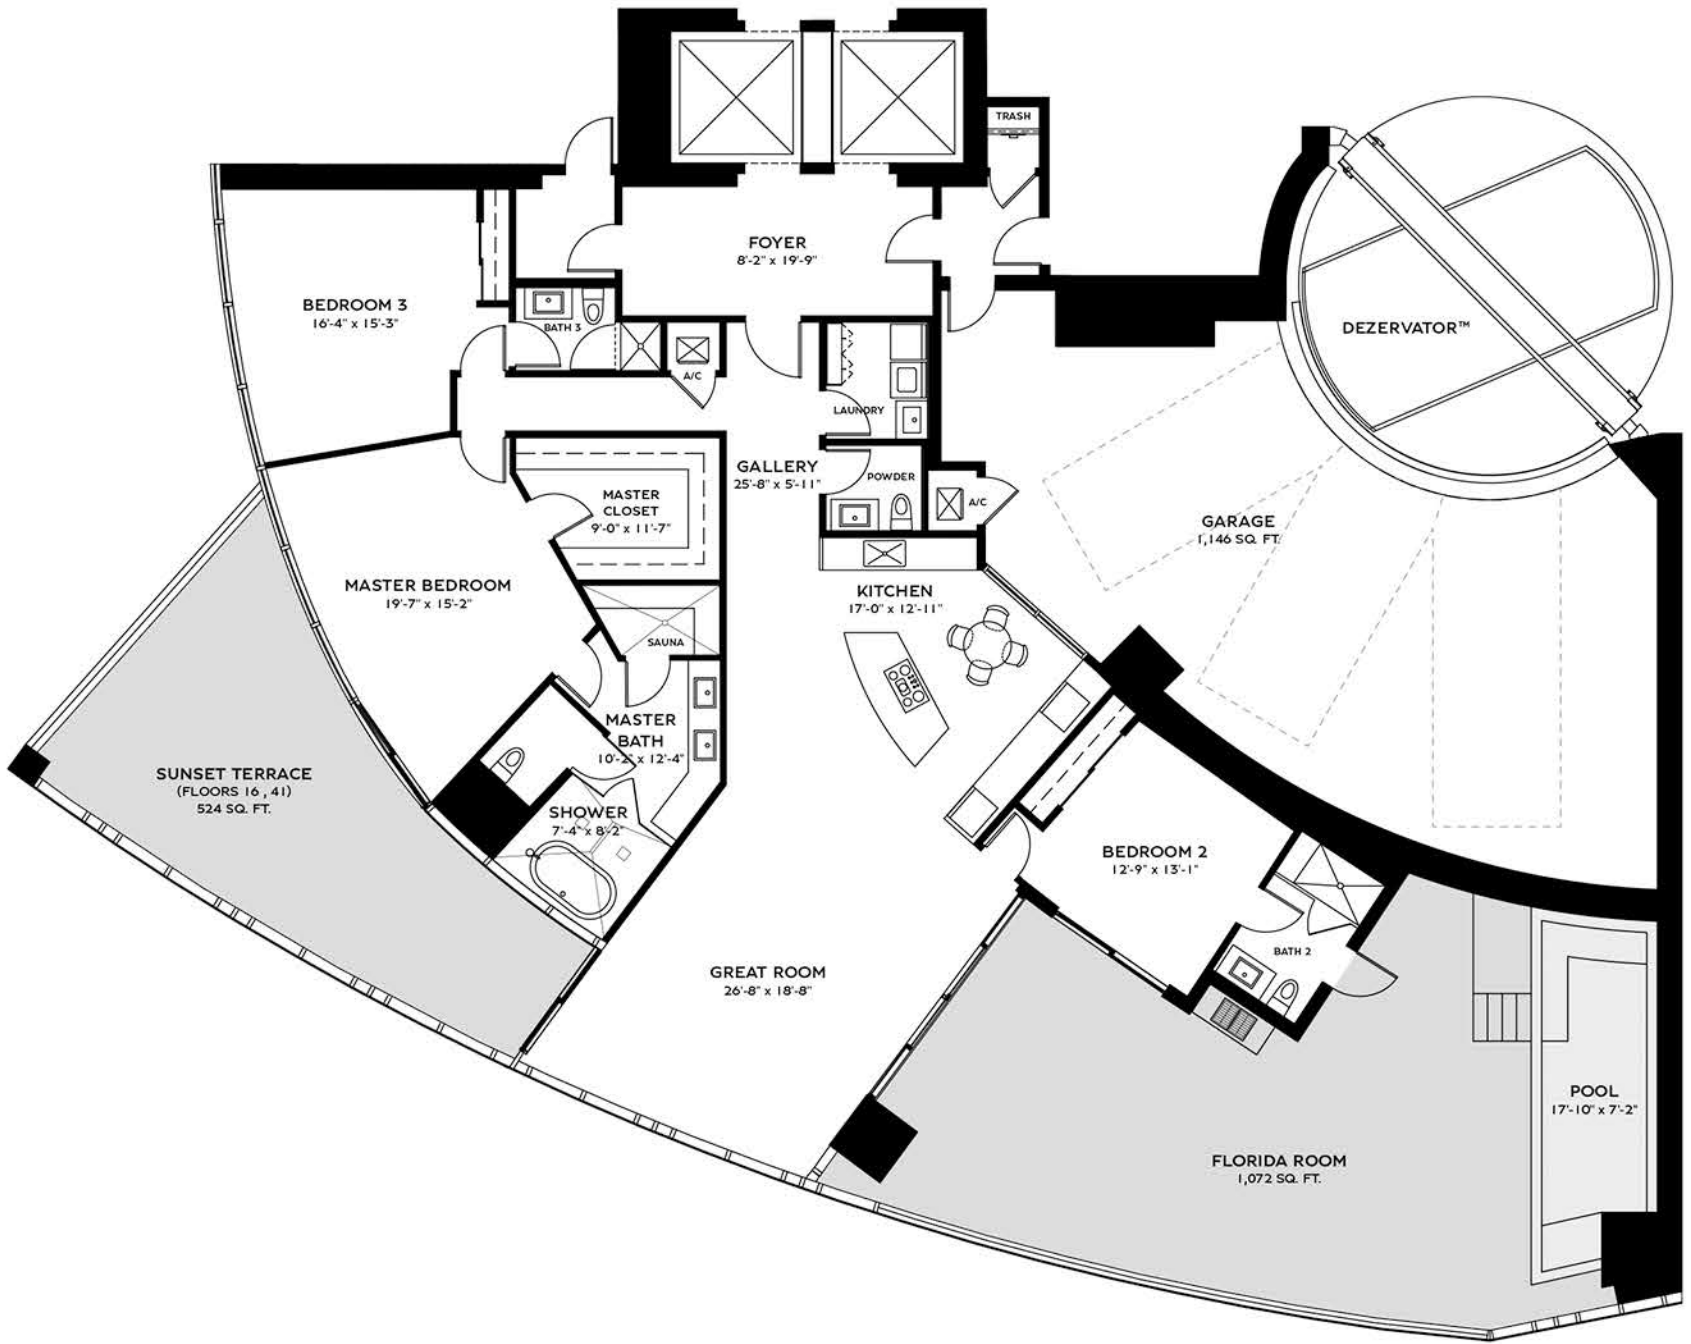 TRASH
FOYER
8'-2" x 19'-9"
BEDROOM 3
16'-4" x 15'-3"
BATH 3
A/C
DEZERVATOR™
LAUNDRY
GALLERY
25'-8" x 5'-11"
POWDER
MASTER
CLOSET
9'-0" x 11'-7"
A/C
GARAGE
1,146 SQ. FT.
MASTER BEDROOM
19'-7" x 15'-2"
KITCHEN
17'-0" x 12'-11"
SAUNA
MASTER
BATH
10'-2" x 12'-4"
SUNSET TERRACE
(FLOORS 16 , 41)
524 SQ. FT.
SHOWER
7'-4" x 8'-2"
BEDROOM 2
12'-9" x 13'-1"
BATH 2
GREAT ROOM
26'-8" x 18'-8"
POOL
17'-10" x 7'-2"
FLORIDA ROOM
1,072 SQ. FT.